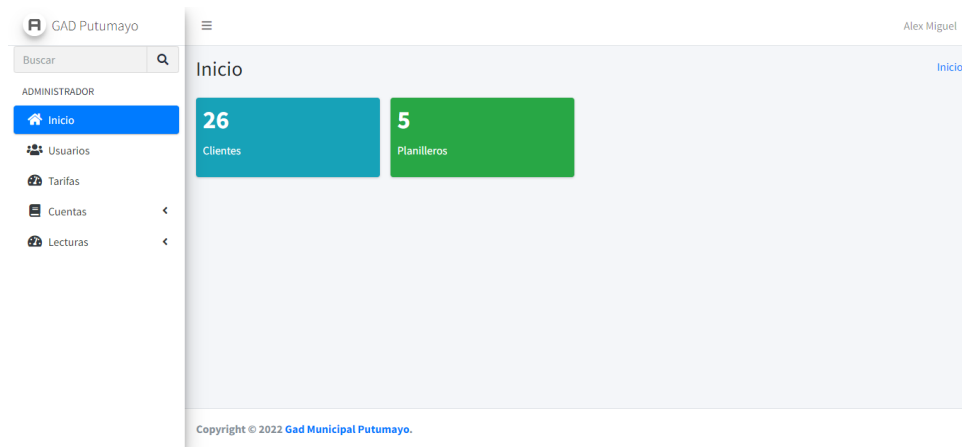 GAD Putumayo
Alex Miguel
Buscar
ADMINISTRADOR
Inicio
Usuarios
Tarifas
Cuentas
Lecturas
Inicio
Inicio
26
Clientes
5
Planilleros
Copyright © 2022 Gad Municipal Putumayo.